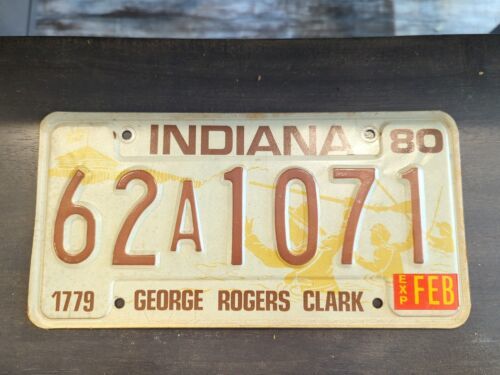 INDIANA 80
62A1071
EXP FEB
1779 GEORGE ROGERS CLARK